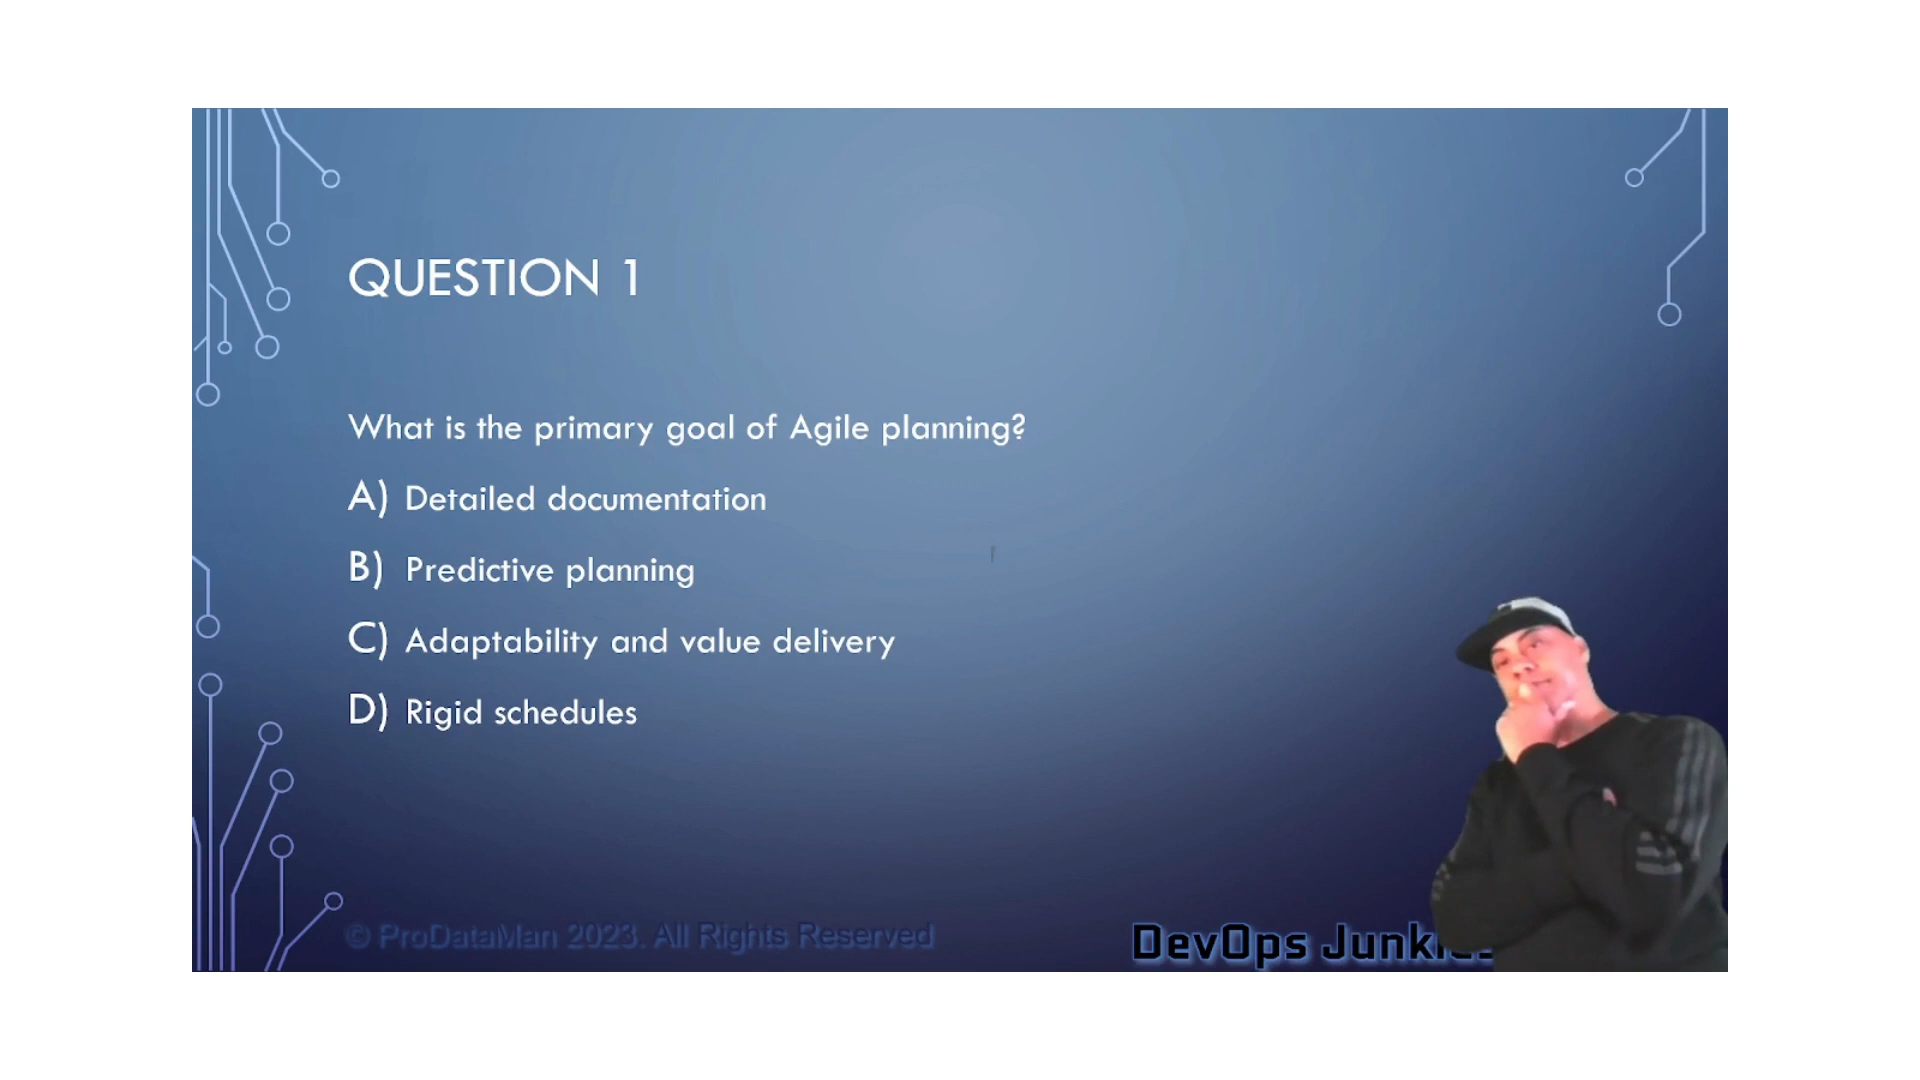 QUESTION 1
What is the primary goal of Agile planning?
A) Detailed documentation
B) Predictive planning
C) Adaptability and value delivery
D) Rigid schedules
© ProDataMan 2023. All Rights Reserved
DevOps